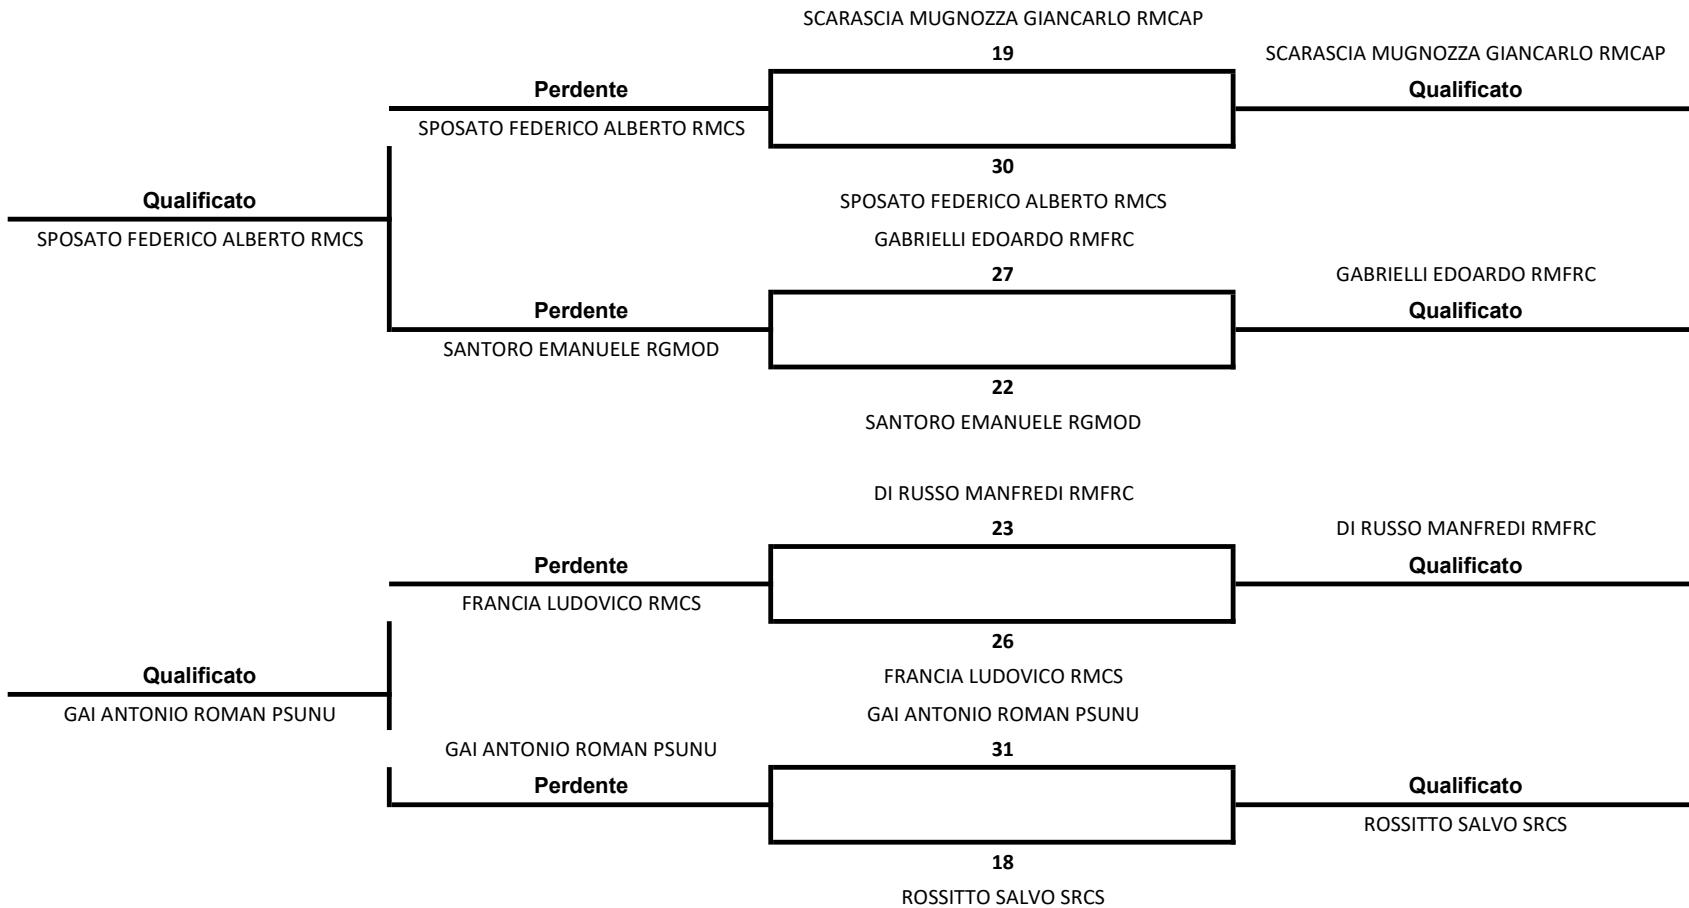 SCARASCIA MUGNOZZA GIANCARLO RMCAP
19
SCARASCIA MUGNOZZA GIANCARLO RMCAP
Perdente
Qualificato
SPOSATO FEDERICO ALBERTO RMCS
30
Qualificato
SPOSATO FEDERICO ALBERTO RMCS
SPOSATO FEDERICO ALBERTO RMCS
GABRIELLI EDOARDO RMFRC
27
GABRIELLI EDOARDO RMFRC
Perdente
Qualificato
SANTORO EMANUELE RGMOD
22
SANTORO EMANUELE RGMOD
DI RUSSO MANFREDI RMFRC
23
DI RUSSO MANFREDI RMFRC
Perdente
Qualificato
FRANCIA LUDOVICO RMCS
26
Qualificato
FRANCIA LUDOVICO RMCS
GAI ANTONIO ROMAN PSUNU
GAI ANTONIO ROMAN PSUNU
GAI ANTONIO ROMAN PSUNU
31
Perdente
Qualificato
ROSSITTO SALVO SRCS
18
ROSSITTO SALVO SRCS